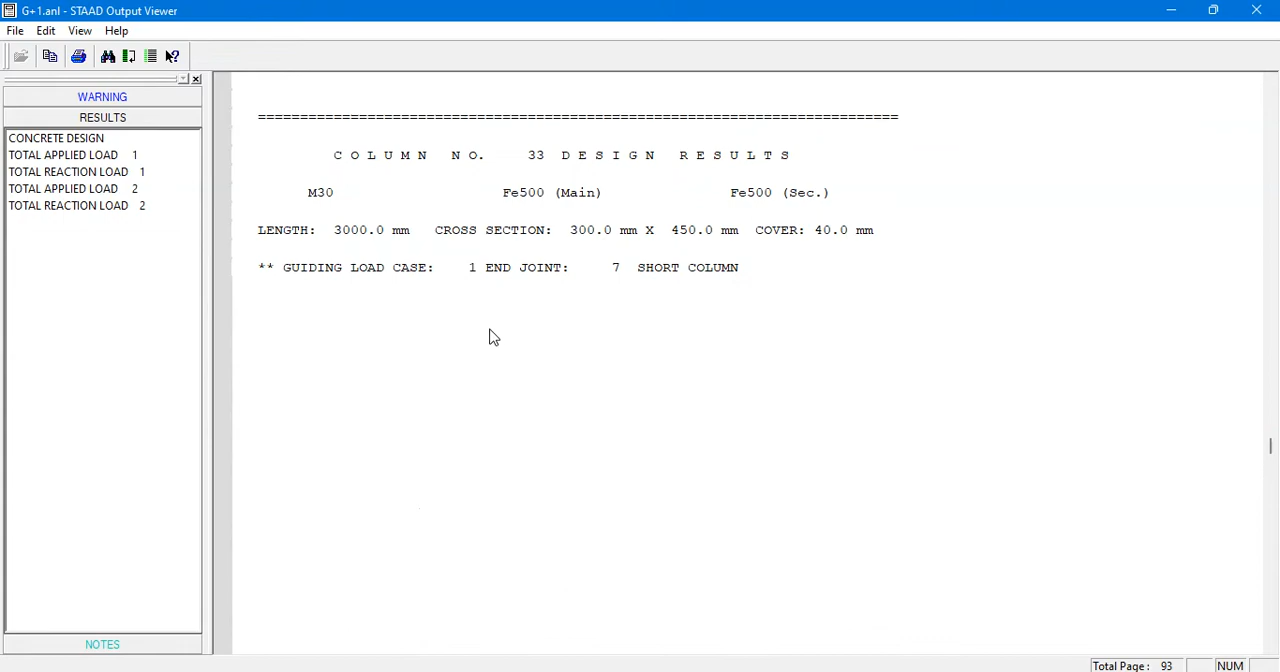 G+1.anl - STAAD Output Viewer
File Edit View Help
WARNING
RESULTS
CONCRETE DESIGN
TOTAL APPLIED LOAD 1
TOTAL REACTION LOAD 1
TOTAL APPLIED LOAD 2
TOTAL REACTION LOAD 2
NOTES
============================================================================
C O L U M N   N O.   33   D E S I G N   R E S U L T S
M30 Fe500 (Main) Fe500 (Sec.)
LENGTH: 3000.0 mm CROSS SECTION: 300.0 mm X 450.0 mm COVER: 40.0 mm
** GUIDING LOAD CASE: 1 END JOINT: 7 SHORT COLUMN
Total Page : 93 NUM